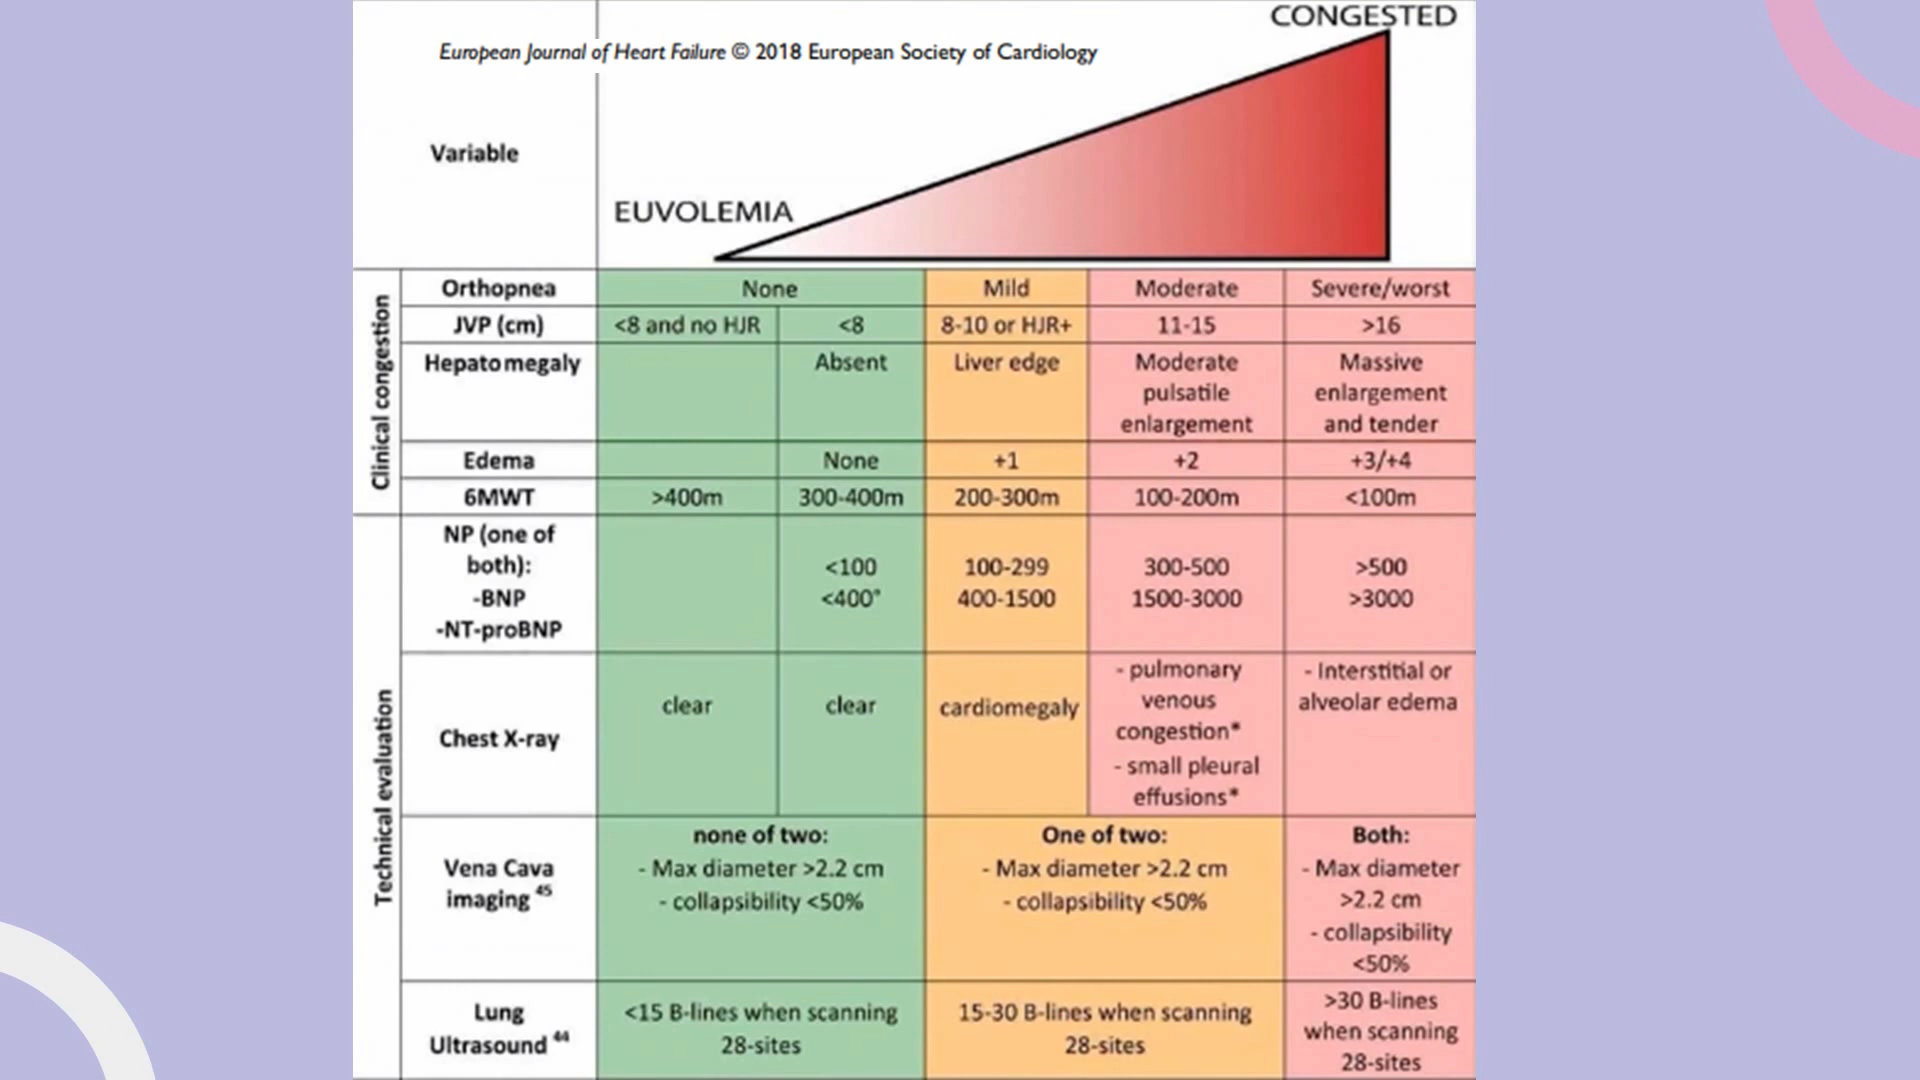 CONGESTED
European Journal of Heart Failure © 2018 European Society of Cardiology
Variable
EUVOLEMIA
Clinical congestion
Orthopnea None Mild Moderate Severe/worst
JVP (cm) <8 and no HJR <8 8-10 or HJR+ 11-15 >16
Hepatomegaly Absent Liver edge Moderate Massive
pulsatile enlargement
enlargement and tender
Edema None +1 +2 +3/+4
6MWT >400m 300-400m 200-300m 100-200m <100m
Technical evaluation
NP (one of
both):
-BNP <100 100-299 300-500 >500
-NT-proBNP <400* 400-1500 1500-3000 >3000
Chest X-ray clear clear cardiomegaly
- pulmonary
venous
congestion*
- small pleural
effusions*
- Interstitial or
alveolar edema
Vena Cava
imaging 45
none of two:
- Max diameter >2.2 cm
- collapsibility <50%
One of two:
- Max diameter >2.2 cm
- collapsibility <50%
Both:
- Max diameter
>2.2 cm
- collapsibility
<50%
Lung
Ultrasound 44
<15 B-lines when scanning
28-sites
15-30 B-lines when scanning
28-sites
>30 B-lines
when scanning
28-sites